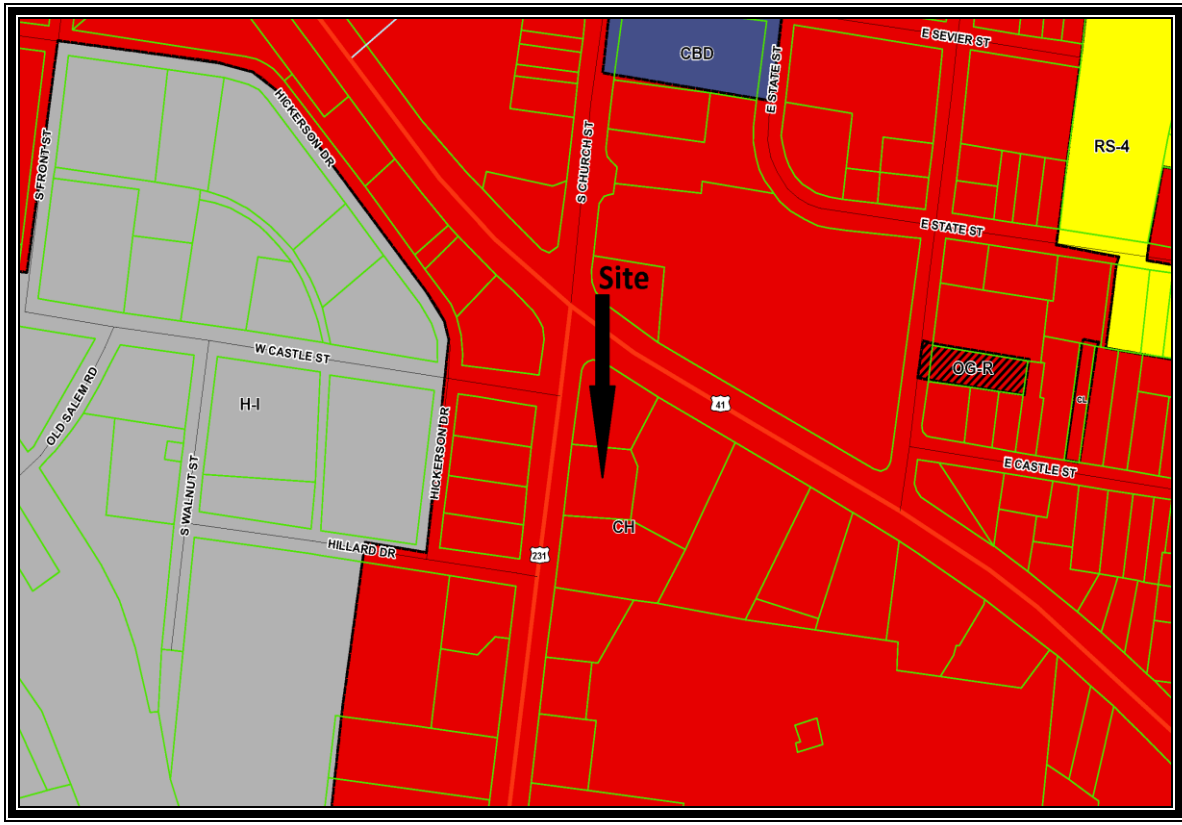 E SEVIER ST
CBD
E STATE ST
HICKERSON DR
RS-4
S FRONT ST
S CHURCH ST
E STATE ST
Site
W CASTLE ST
OG-R
OLD SALEM RD
H-I
41
CL
HICKERSON DR
E CASTLE ST
S WALNUT ST
CH
HILLARD DR
231